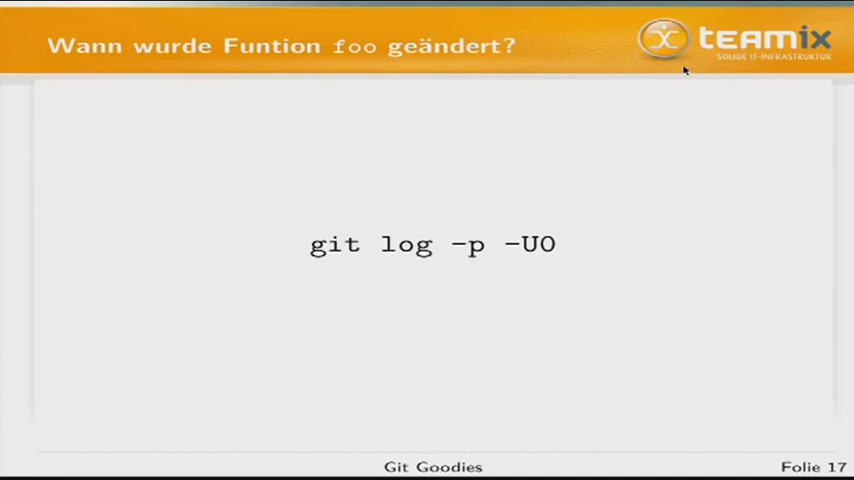 Wann wurde Funtion foo geändert?
teamix
SOLIDE IT-INFRASTRUKTUR
git log -p -U0
Git Goodies
Folie 17